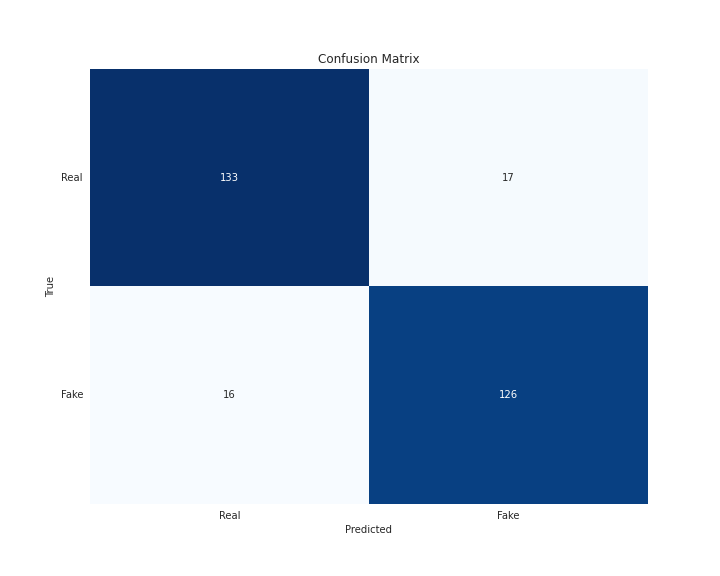 Confusion Matrix
Real
133
17
True
Fake
16
126
Real
Fake
Predicted